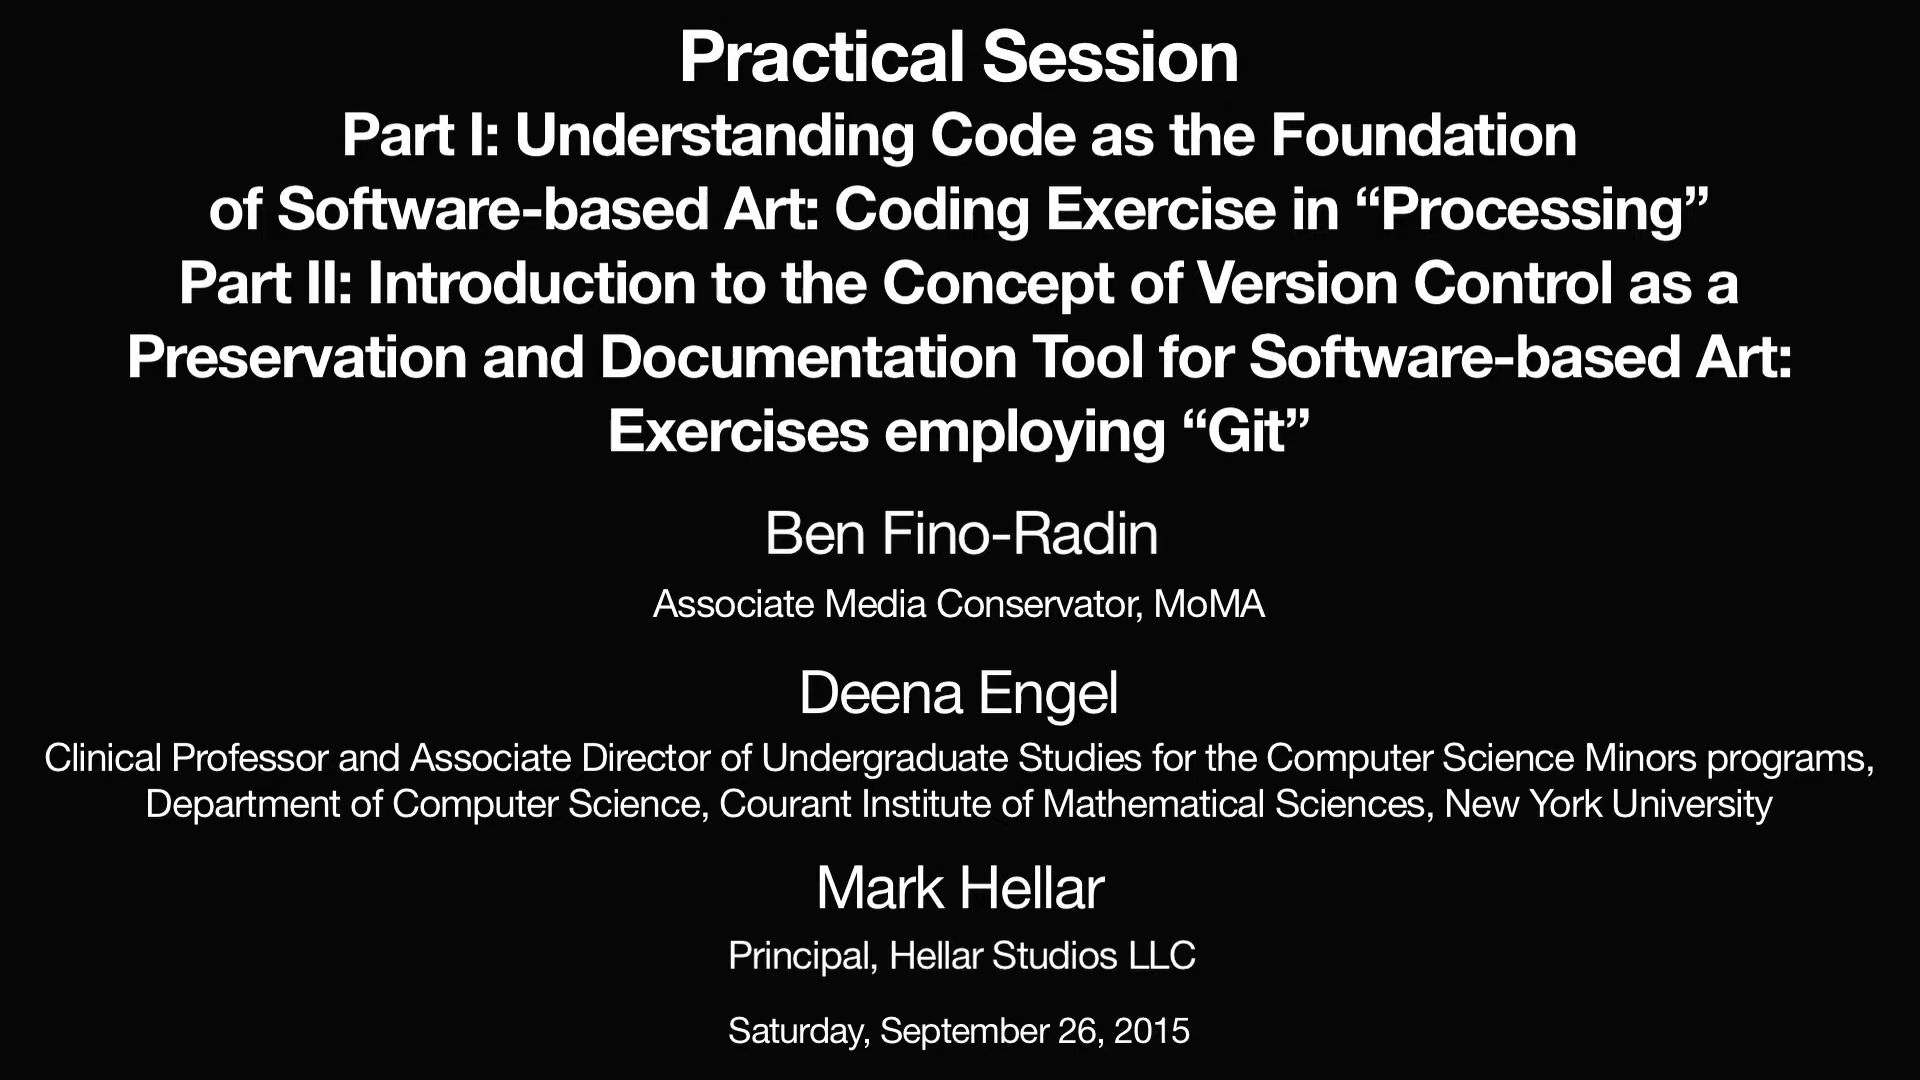 Practical Session
Part I: Understanding Code as the Foundation
of Software-based Art: Coding Exercise in “Processing”
Part II: Introduction to the Concept of Version Control as a
Preservation and Documentation Tool for Software-based Art:
Exercises employing “Git”
Ben Fino-Radin
Associate Media Conservator, MoMA
Deena Engel
Clinical Professor and Associate Director of Undergraduate Studies for the Computer Science Minors programs,
Department of Computer Science, Courant Institute of Mathematical Sciences, New York University
Mark Hellar
Principal, Hellar Studios LLC
Saturday, September 26, 2015